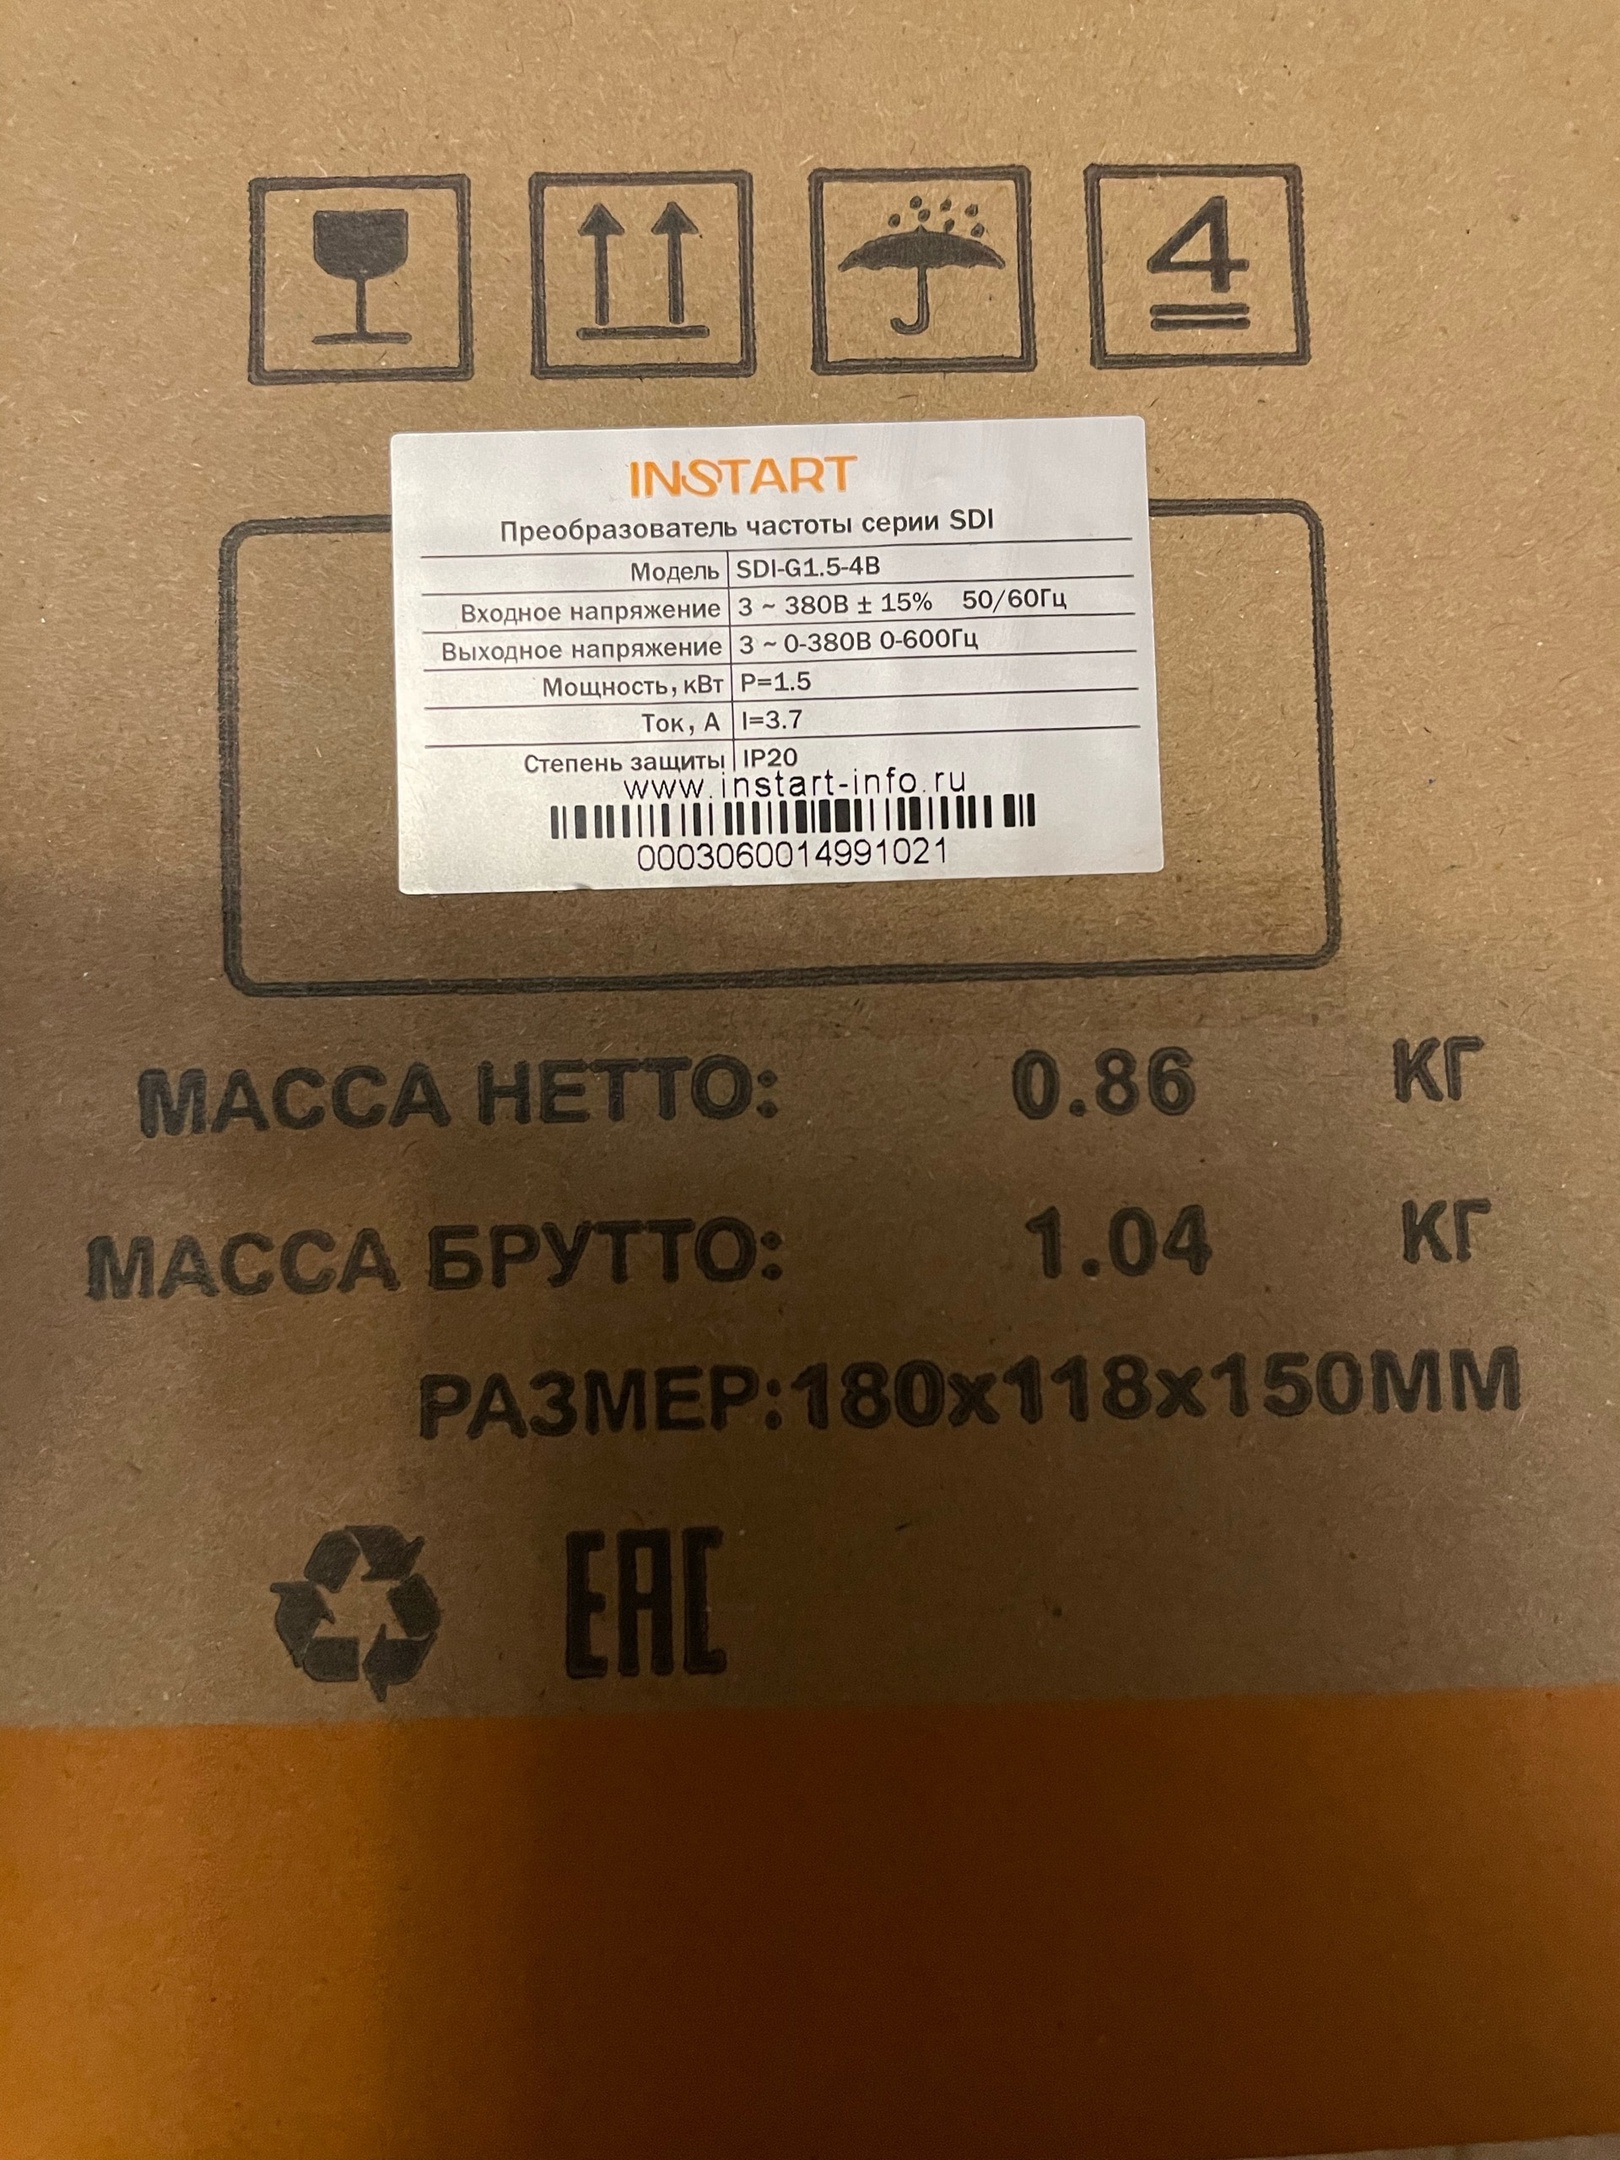 4
INSTART
Преобразователь частоты серии SDI
Модель SDI-G1.5-4B
Входное напряжение 3 ~ 380В ± 15% 50/60Гц
Выходное напряжение 3 ~ 0-380В 0-600Гц
Мощность, кВт P=1.5
Ток, А I=3.7
Степень защиты IP20
www.instart-info.ru
0003060014991021
МАССА НЕТТО: 0.86 КГ
МАССА БРУТТО: 1.04 КГ
РАЗМЕР:180x118x150ММ
EAC